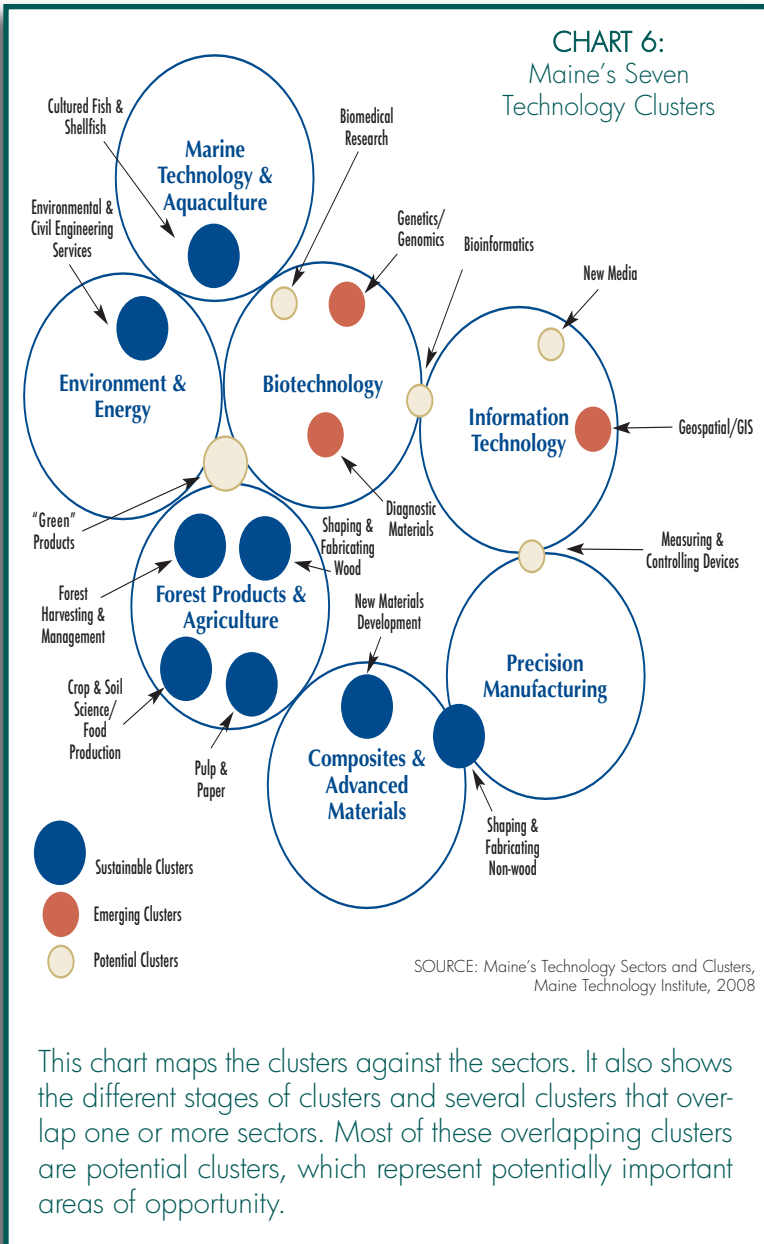 CHART 6:
Maine's Seven
Technology Clusters
Cultured Fish &
Shellfish
Marine
Technology &
Aquaculture
Biomedical
Research
Environmental &
Civil Engineering
Services
Genetics/
Genomics
Bioinformatics
New Media
Environment &
Energy
Biotechnology
Information
Technology
Geospatial/GIS
"Green"
Products
Diagnostic
Materials
Shaping &
Fabricating
Wood
Measuring &
Controlling Devices
Forest
Harvesting &
Management
Forest Products &
Agriculture
New Materials
Development
Precision
Manufacturing
Crop & Soil
Science/
Food
Production
Pulp &
Paper
Composites &
Advanced
Materials
Shaping &
Fabricating
Non-wood
Sustainable Clusters
Emerging Clusters
Potential Clusters
SOURCE: Maine's Technology Sectors and Clusters,
Maine Technology Institute, 2008
This chart maps the clusters against the sectors. It also shows
the different stages of clusters and several clusters that over-
lap one or more sectors. Most of these overlapping clusters
are potential clusters, which represent potentially important
areas of opportunity.